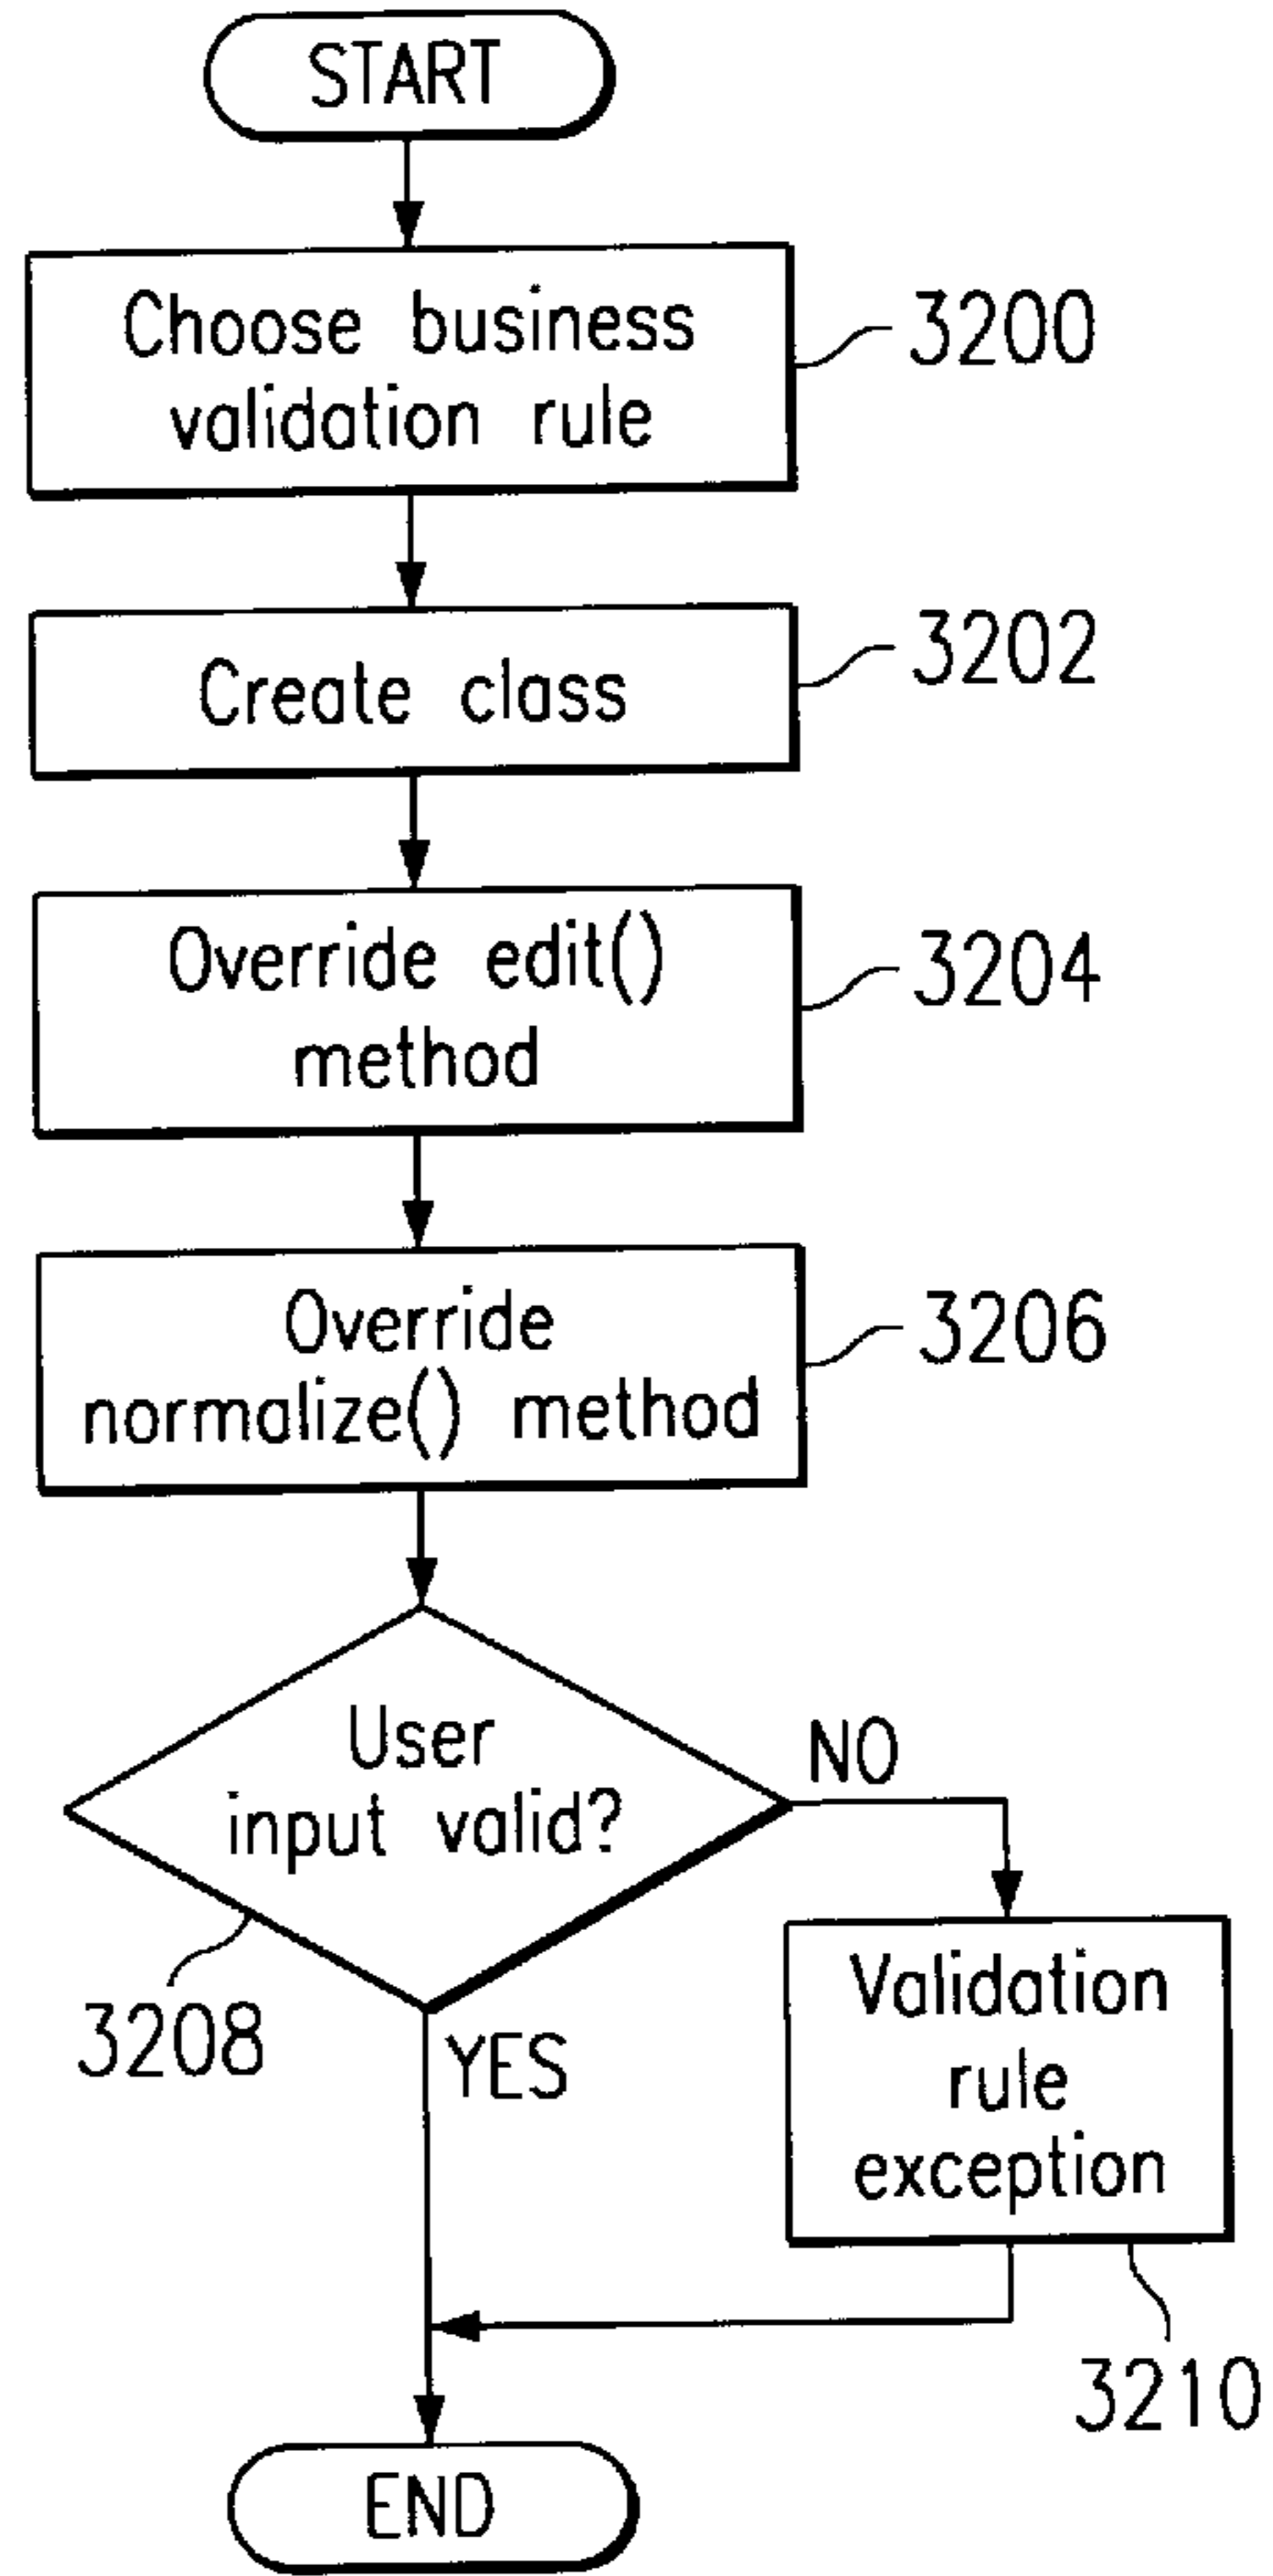 START
Choose business
validation rule
3200
Create class
3202
Override edit()
method
3204
Override
normalize() method
3206
User
input valid?
NO
3208
YES
Validation
rule
exception
3210
END